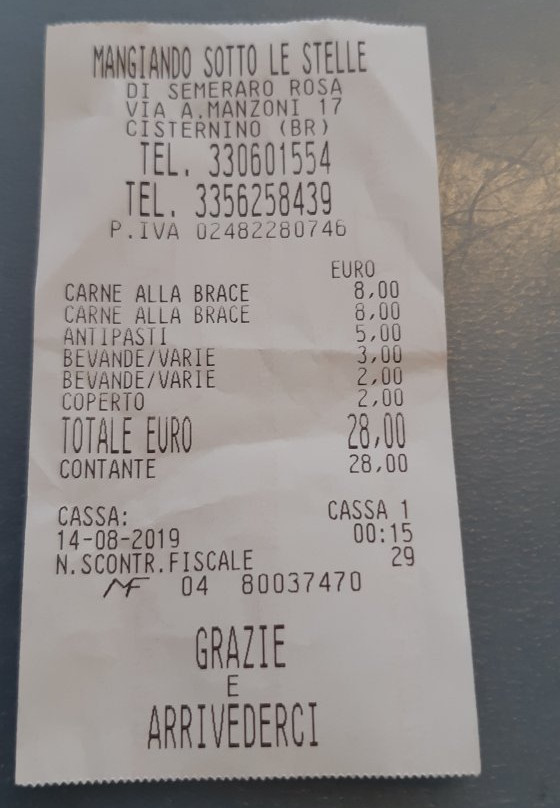 MANGIANDO SOTTO LE STELLE
DI SEMERARO ROSA
VIA A.MANZONI 17
CISTERNINO (BR)
TEL. 330601554
TEL. 3356258439
P.IVA 02482280746
EURO
CARNE ALLA BRACE 8,00
CARNE ALLA BRACE 8,00
ANTIPASTI 5,00
BEVANDE/VARIE 3,00
BEVANDE/VARIE 2,00
COPERTO 2,00
TOTALE EURO 28,00
CONTANTE 28,00
CASSA: CASSA 1
14-08-2019 00:15
N.SCONTR.FISCALE 29
MF 04 80037470
GRAZIE
E
ARRIVEDERCI